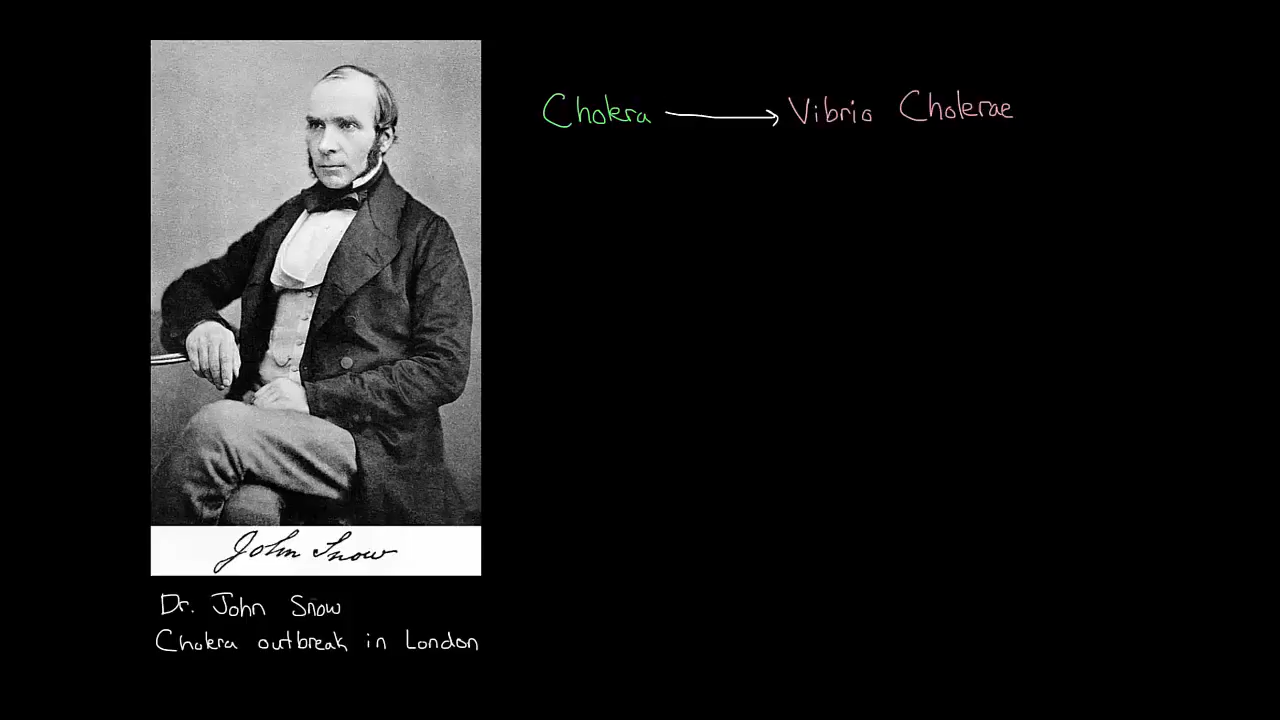 Cholera → Vibrio Cholerae
John Snow
Dr. John Snow
Cholera outbreak in London